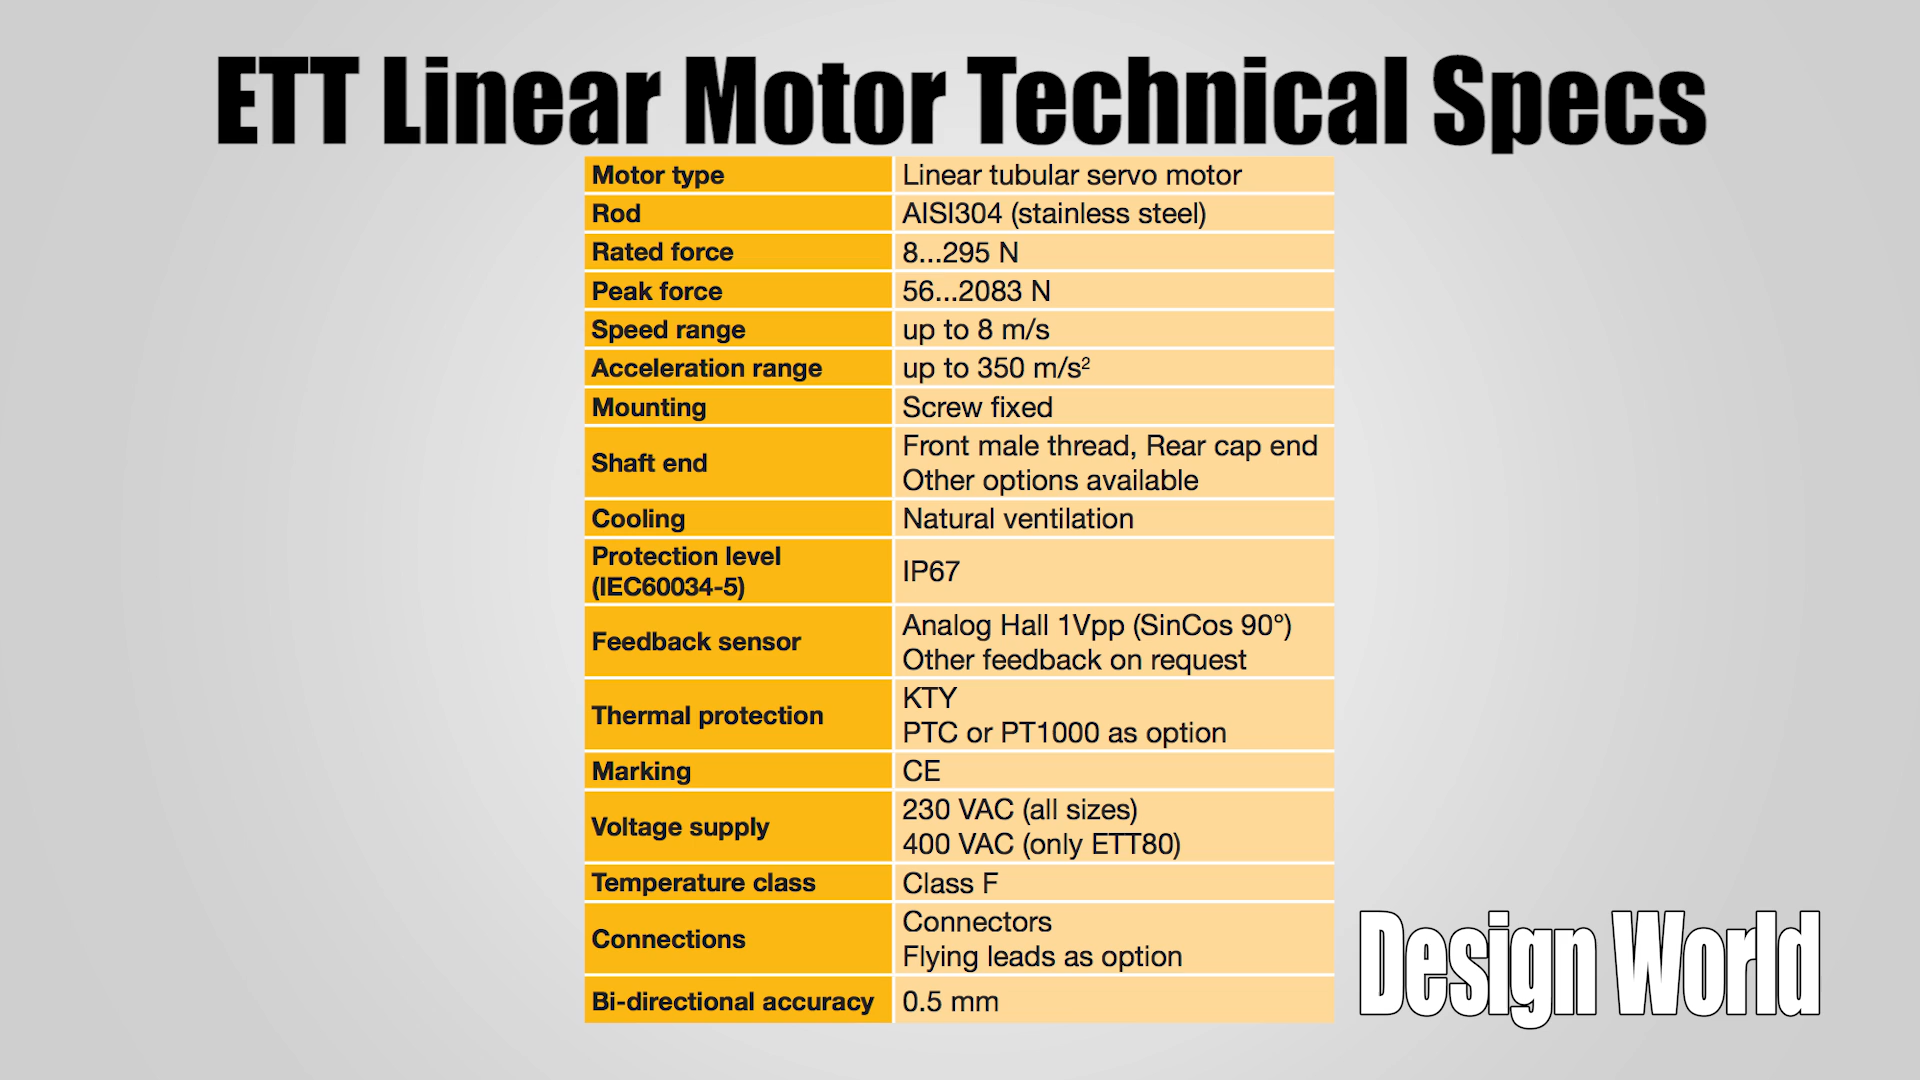 ETT Linear Motor Technical Specs
Motor type Linear tubular servo motor
Rod AISI304 (stainless steel)
Rated force 8...295 N
Peak force 56...2083 N
Speed range up to 8 m/s
Acceleration range up to 350 m/s²
Mounting Screw fixed
Shaft end
Front male thread, Rear cap end
Other options available
Cooling Natural ventilation
Protection level
(IEC60034-5)
IP67
Feedback sensor
Analog Hall 1Vpp (SinCos 90°)
Other feedback on request
Thermal protection
KTY
PTC or PT1000 as option
Marking CE
Voltage supply
230 VAC (all sizes)
400 VAC (only ETT80)
Temperature class Class F
Connections
Connectors
Flying leads as option
Bi-directional accuracy 0.5 mm
Design World